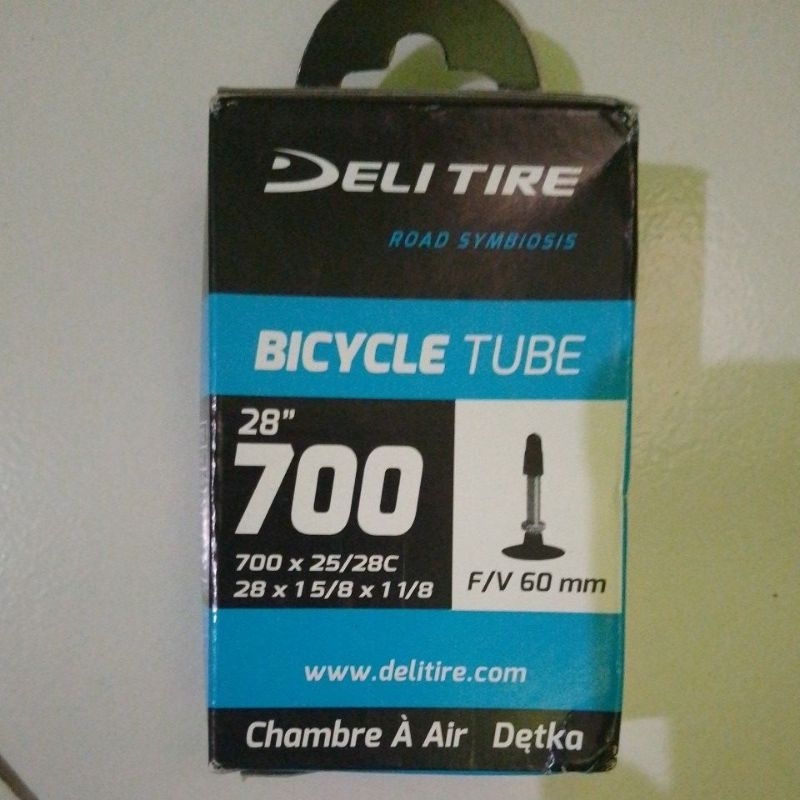 DELI TIRE
ROAD SYMBIOSIS
BICYCLE TUBE
28”
700
700 x 25/28C
28 x 1 5/8 x 1 1/8
F/V 60 mm
www.delitire.com
Chambre À Air Dętka